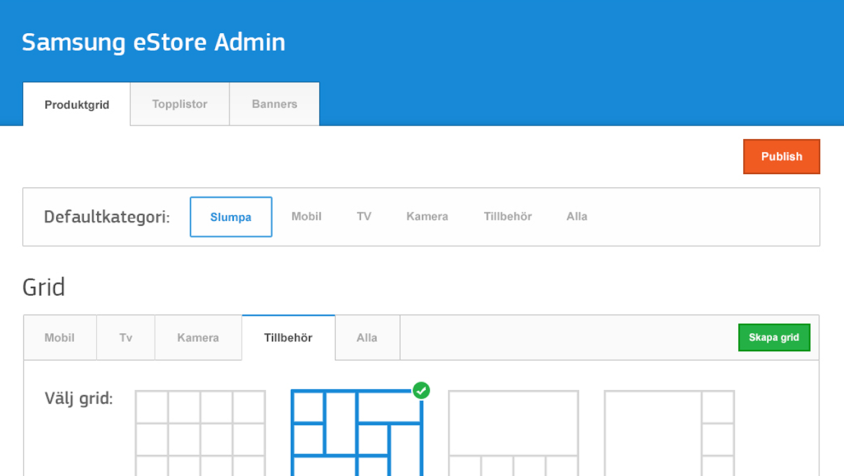 Samsung eStore Admin
Produktgrid Topplistor Banners
Publish
Defaultkategori: Slumpa Mobil TV Kamera Tillbehör Alla
Grid
Mobil Tv Kamera Tillbehör Alla Skapa grid
Välj grid: